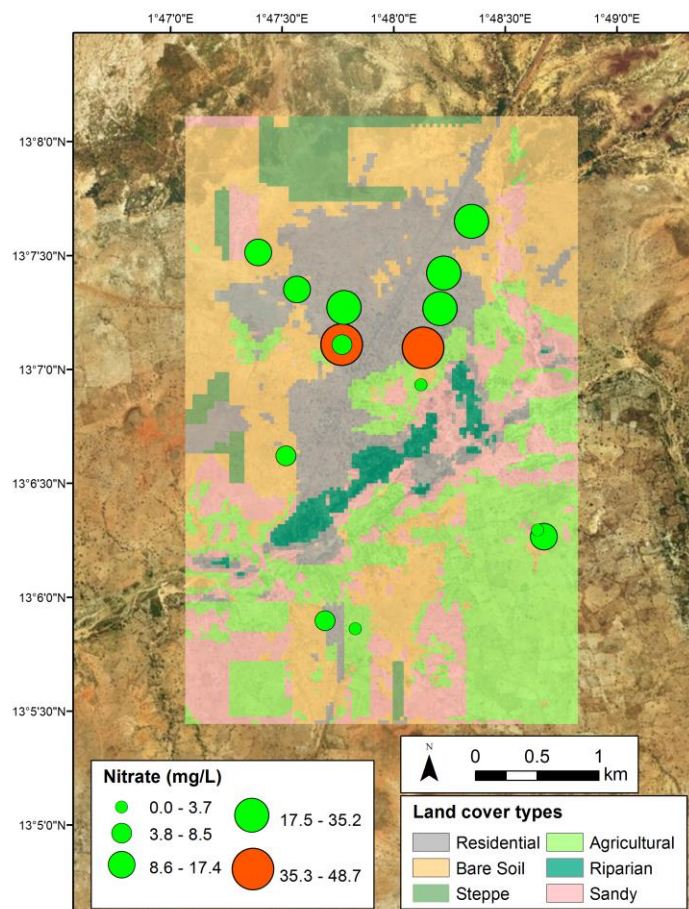 1°47'0"E 1°47'30"E 1°48'0"E 1°48'30"E 1°49'0"E
13°8'0"N
13°7'30"N
13°7'0"N
13°6'30"N
13°6'0"N
13°5'30"N
13°5'0"N
Nitrate (mg/L)
0.0 - 3.7
3.8 - 8.5
8.6 - 17.4
17.5 - 35.2
35.3 - 48.7
N
0 0.5 1
km
Land cover types
Residential
Bare Soil
Steppe
Agricultural
Riparian
Sandy